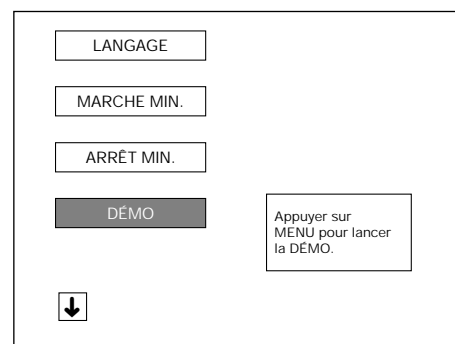 LANGAGE
MARCHE MIN.
ARRÊT MIN.
DÉMO
Appuyer sur
MENU pour lancer
la DÉMO.